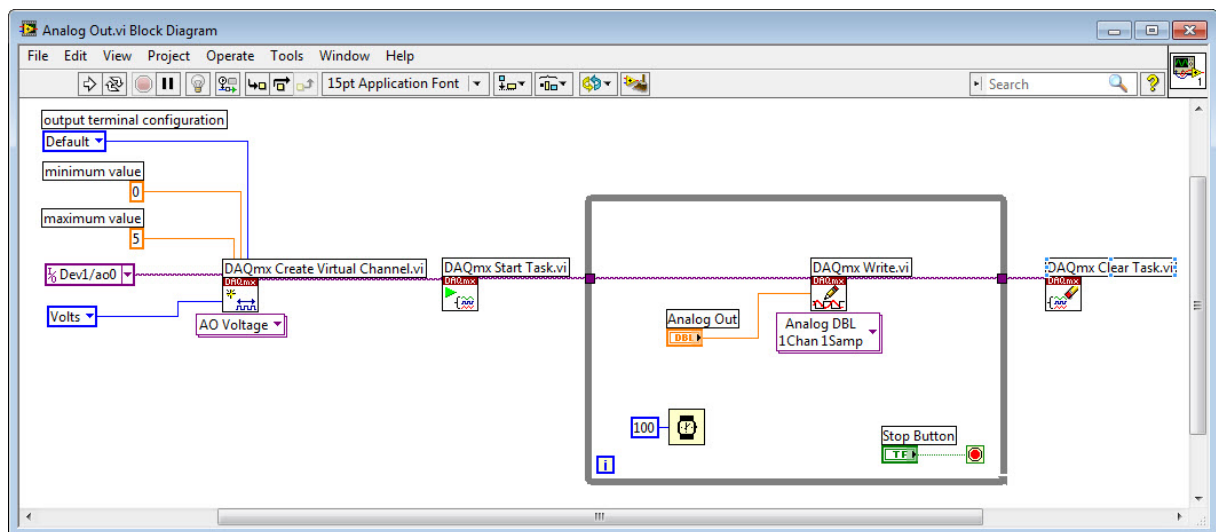 Analog Out.vi Block Diagram
File Edit View Project Operate Tools Window Help
15pt Application Font
Search
1
output terminal configuration
Default
minimum value
0
maximum value
5
Dev1/ao0
Volts
DAQmx Create Virtual Channel.vi
DAQmx
AO Voltage
DAQmx Start Task.vi
DAQmx
DAQmx Write.vi
DAQmx
Analog DBL
1Chan 1Samp
Analog Out
DBL
100
i
Stop Button
TF
DAQmx Clear Task.vi
DAQmx